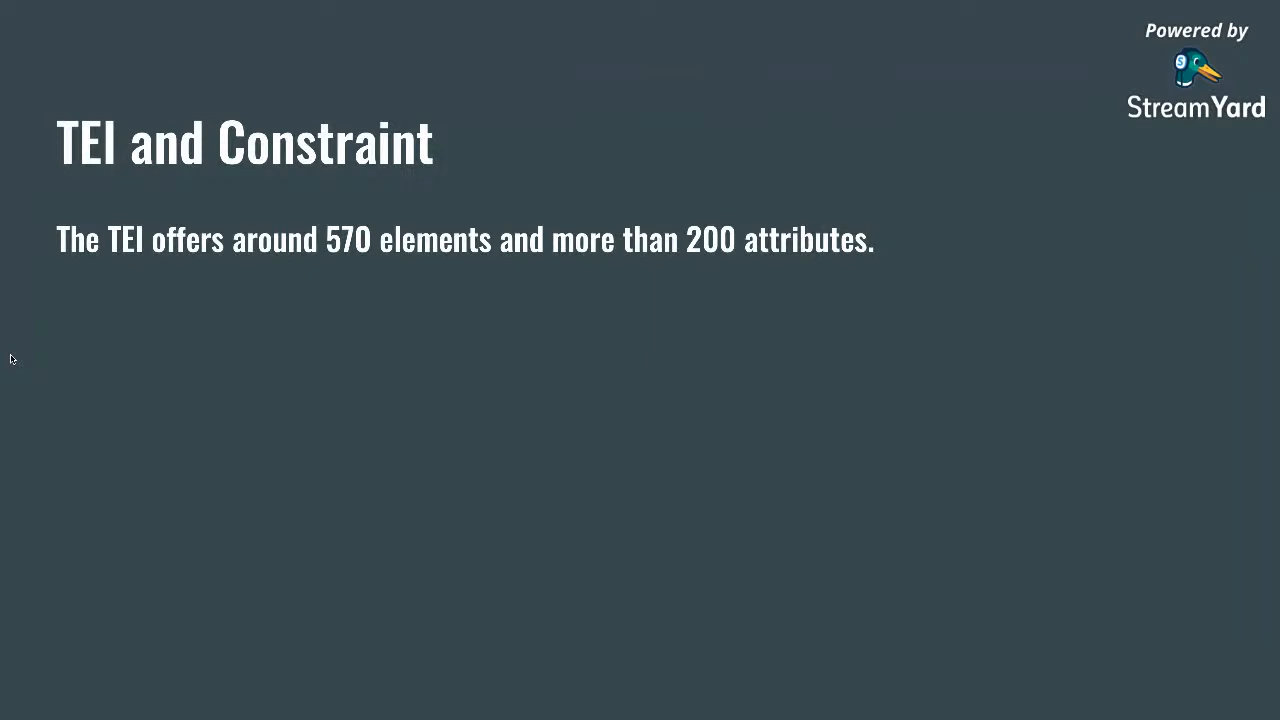 Powered by
StreamYard
TEI and Constraint
The TEI offers around 570 elements and more than 200 attributes.